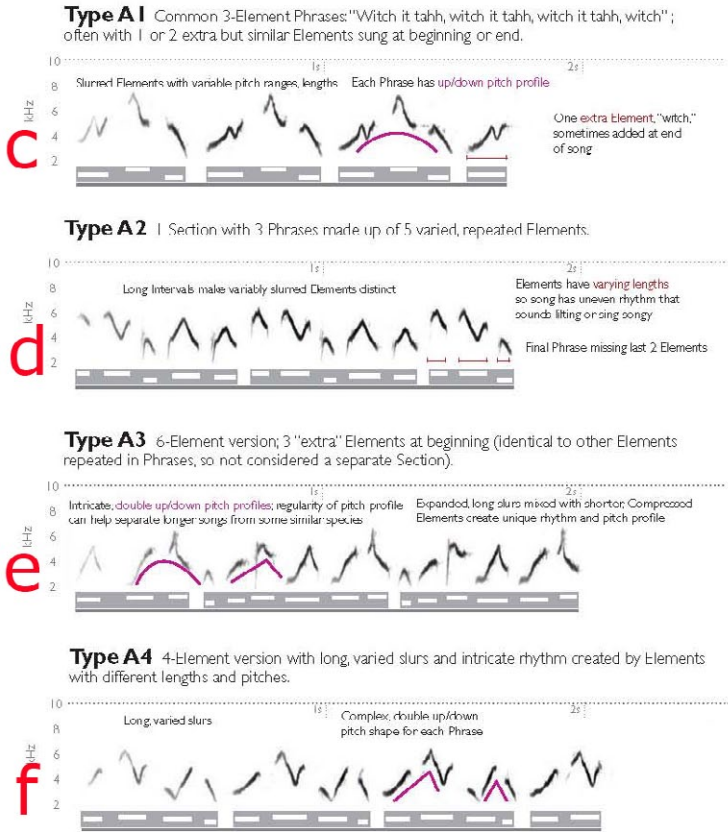 Type A1 Common 3-Element Phrases: "Witch it tahh, witch it tahh, witch it tahh, witch" ;
often with 1 or 2 extra but similar Elements sung at beginning or end.
10
1s
2s
8
Slurred Elements with variable pitch ranges, lengths
Each Phrase has up/down pitch profile
kHz
6
One extra Element, "witch,"
sometimes added at end
of song
c
4
2
Type A2 1 Section with 3 Phrases made up of 5 varied, repeated Elements.
10
1s
2s
8
Long Intervals make variably slurred Elements distinct
Elements have varying lengths
so song has uneven rhythm that
sounds lilting or sing songy
kHz
6
d
4
Final Phrase missing last 2 Elements
2
Type A3 6-Element version; 3 "extra" Elements at beginning (identical to other Elements
repeated in Phrases, so not considered a separate Section).
10
1s
2s
8
Intricate, double up/down pitch profiles; regularity of pitch profile
can help separate longer songs from some similar species
Expanded, long slurs mixed with shorter, Compressed
Elements create unique rhythm and pitch profile
kHz
6
e
4
2
Type A4 4-Element version with long, varied slurs and intricate rhythm created by Elements
with different lengths and pitches.
10
1s
2s
8
Long, varied slurs
Complex, double up/down
pitch shape for each Phrase
kHz
6
f
4
2